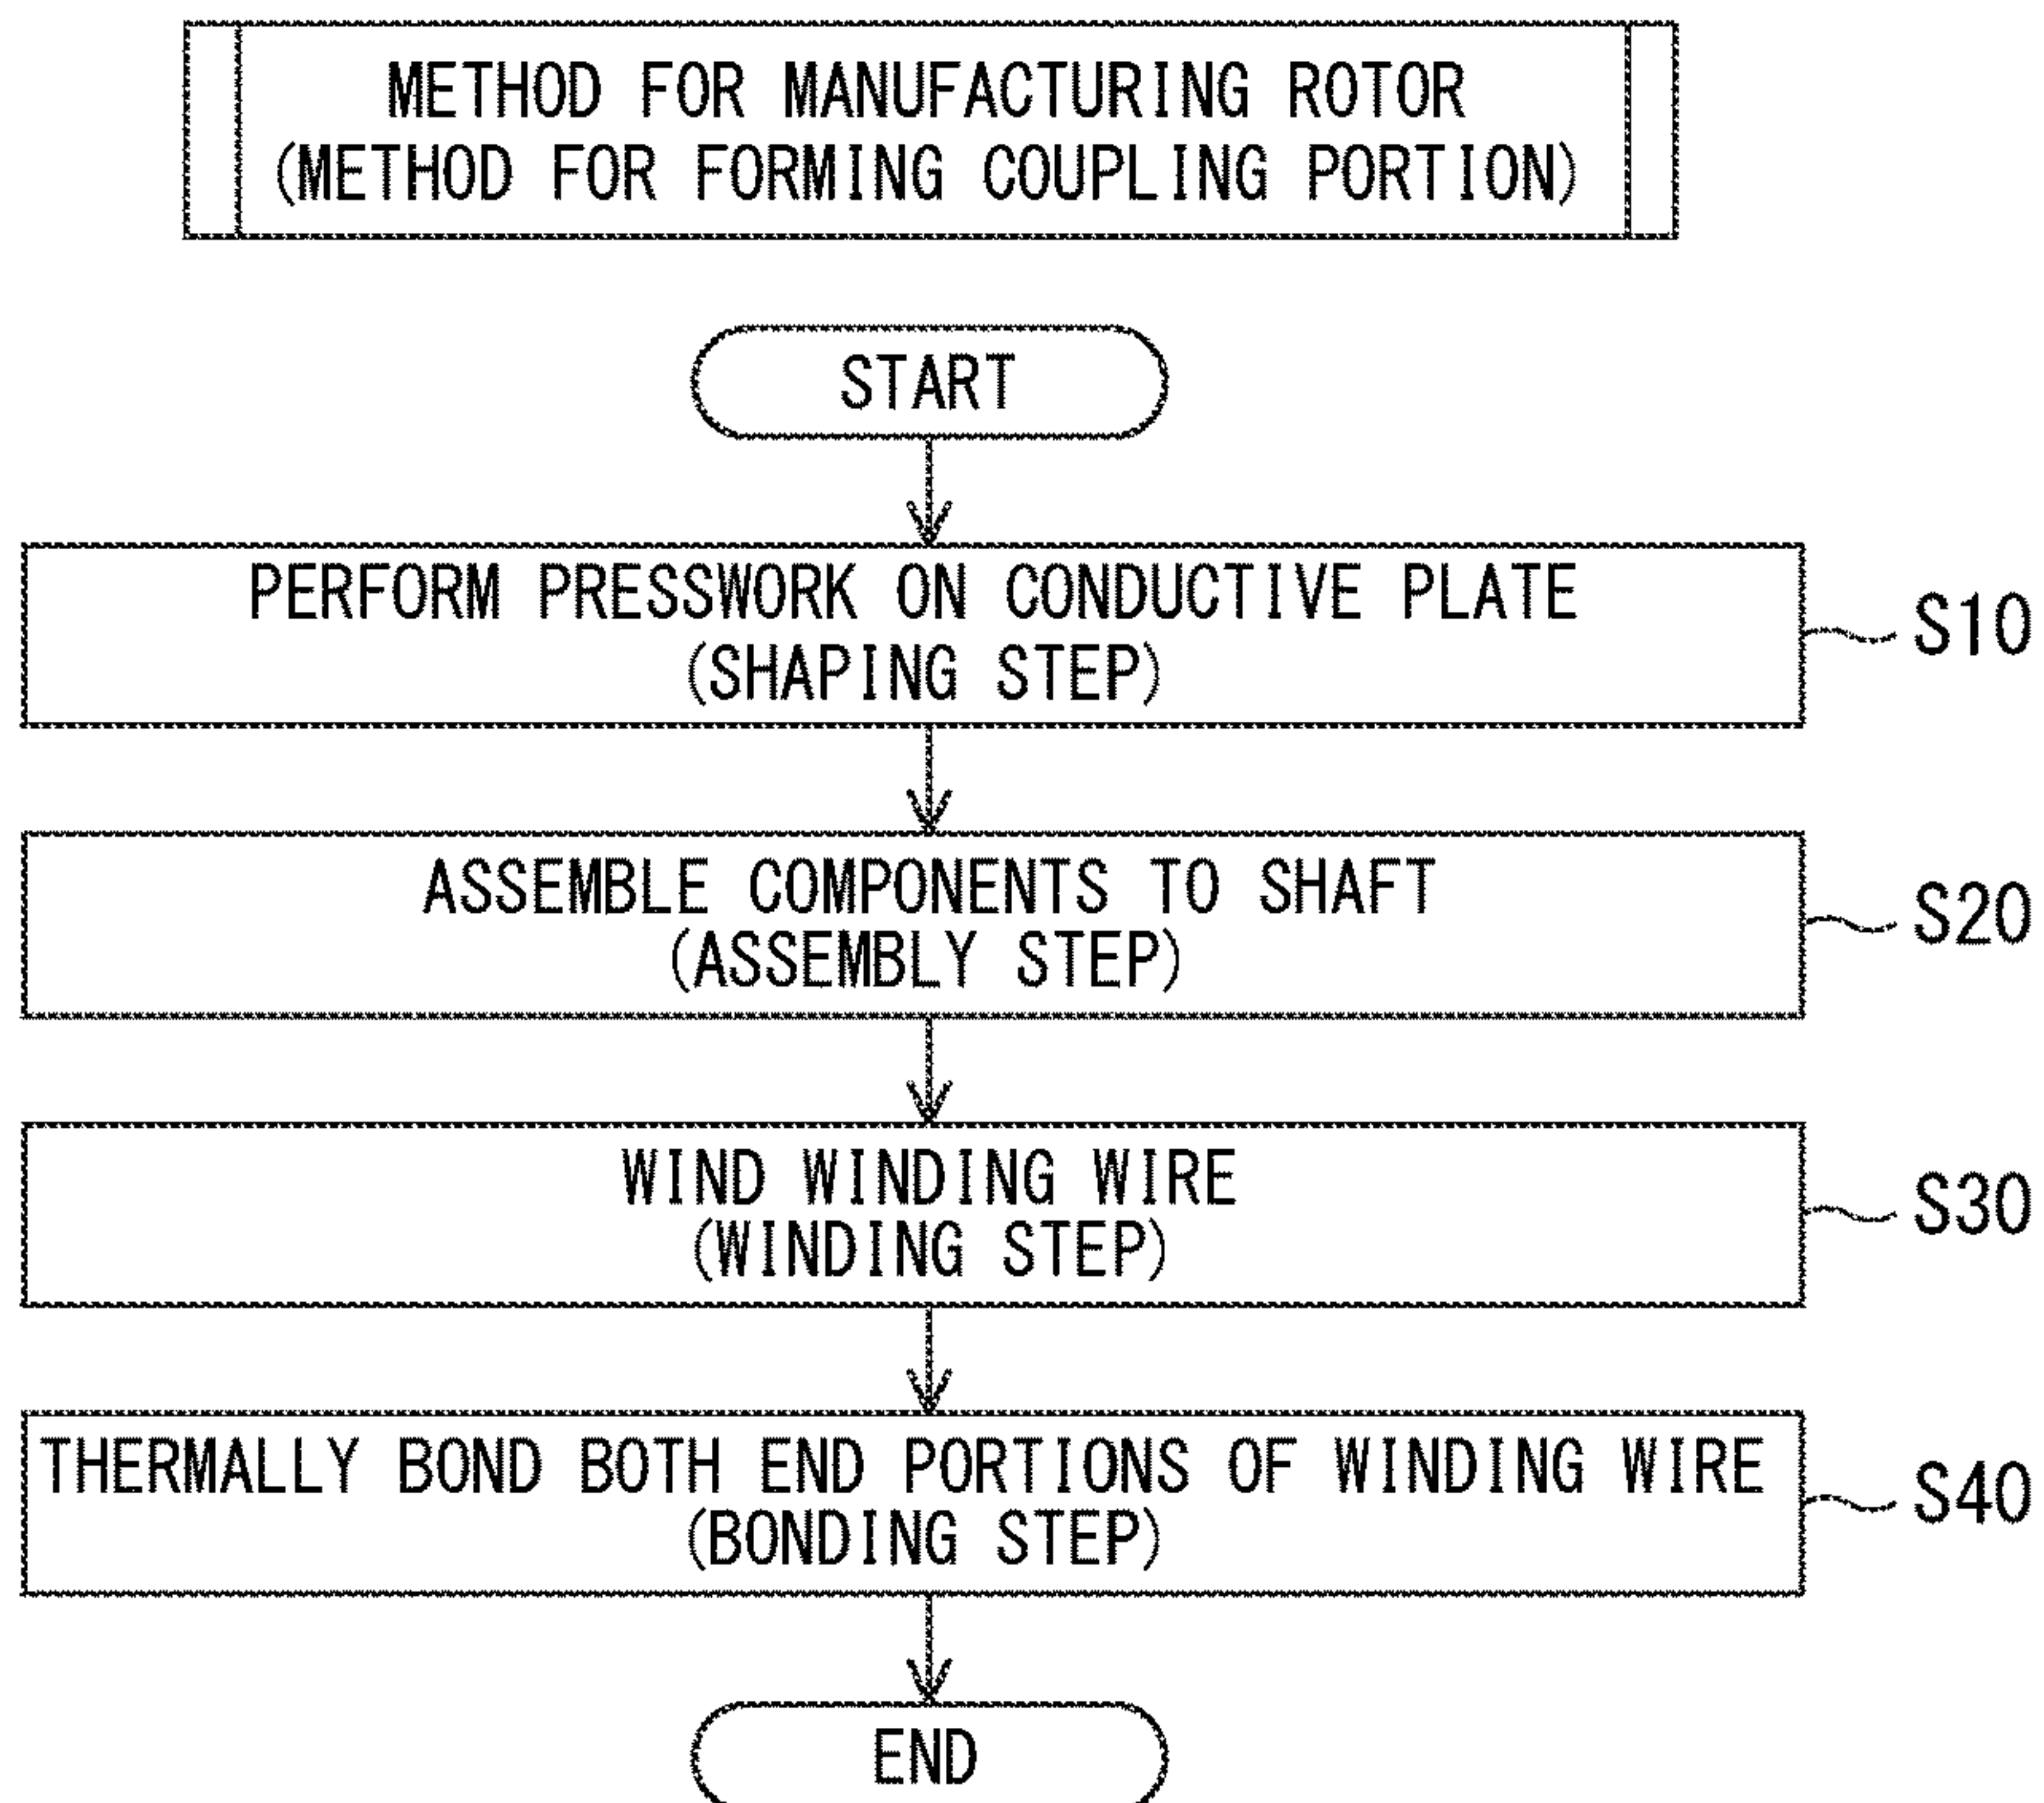 METHOD FOR MANUFACTURING ROTOR
(METHOD FOR FORMING COUPLING PORTION)
START
PERFORM PRESSWORK ON CONDUCTIVE PLATE
(SHAPING STEP)
S10
ASSEMBLE COMPONENTS TO SHAFT
(ASSEMBLY STEP)
S20
WIND WINDING WIRE
(WINDING STEP)
S30
THERMALLY BOND BOTH END PORTIONS OF WINDING WIRE
(BONDING STEP)
S40
END